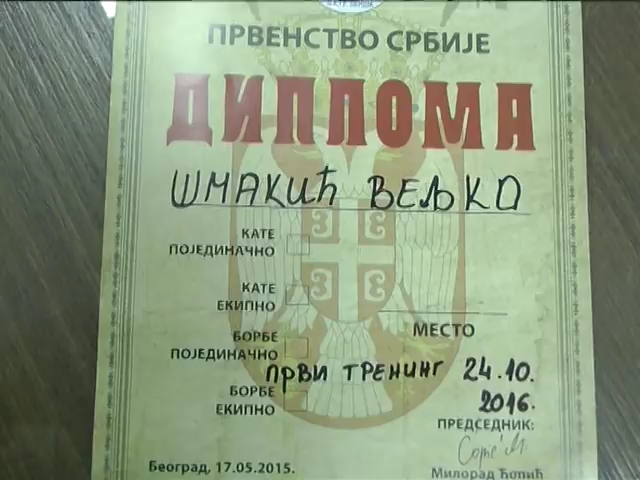 ПРВЕНСТВО СРБИЈЕ
ДИПЛОМА
ШМАКИЋ ВЕЉКО
КАТЕ
ПОЈЕДИНАЧНО
КАТЕ
ЕКИПНО
МЕСТО
БОРБЕ
ПОЈЕДИНАЧНО
ПРВИ ТРЕНИНГ 24.10.
2016.
БОРБЕ
ЕКИПНО
ПРЕДСЕДНИК:
Београд, 17.05.2015.
Милорад Ћопић